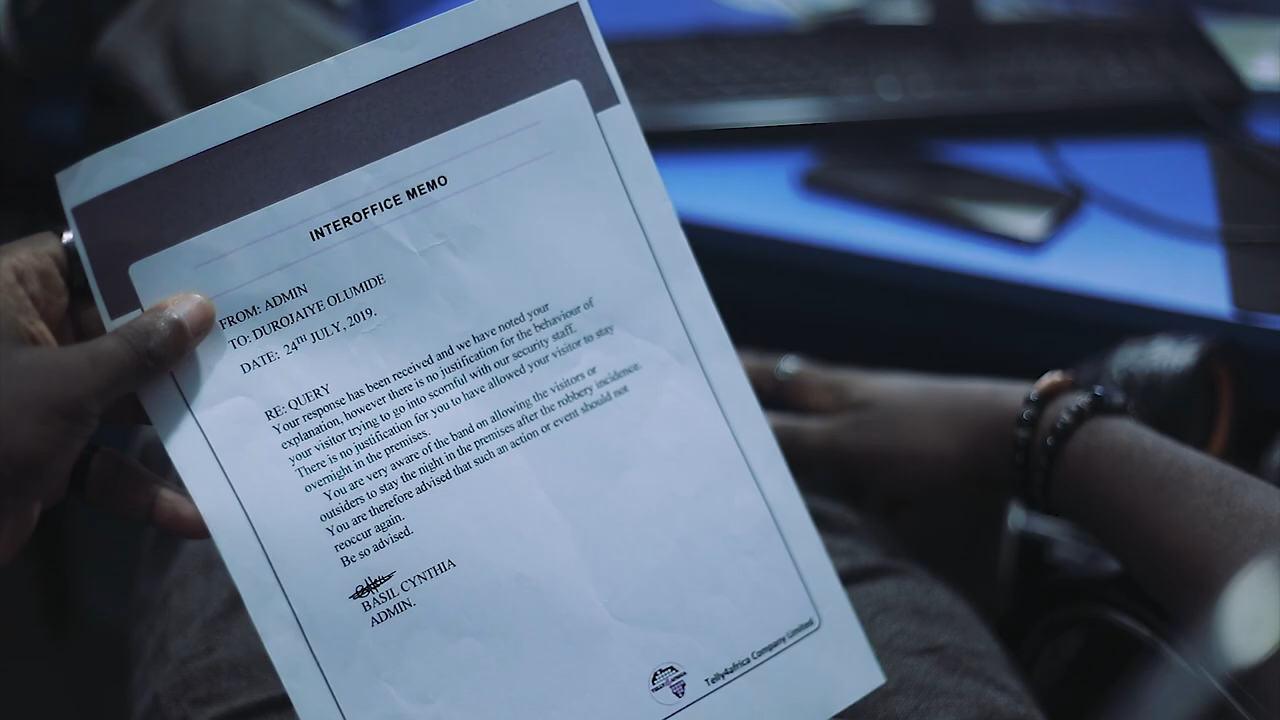 INTEROFFICE MEMO
FROM: ADMIN
TO: DUROJAIYE OLUMIDE
DATE: 24TH JULY, 2019.
RE: QUERY
Your response has been received and we have noted your
explanation, however there is no justification for the behaviour of
your visitor trying to go into scornful with our security staff.
There is no justification for you to have allowed your visitor to stay
overnight in the premises.
You are very aware of the band on allowing the visitors or
outsiders to stay the night in the premises after the robbery incidence.
You are therefore advised that such an action or event should not
reoccur again.
Be so advised.
BASIL CYNTHIA
ADMIN.
Telly4africa Company Limited